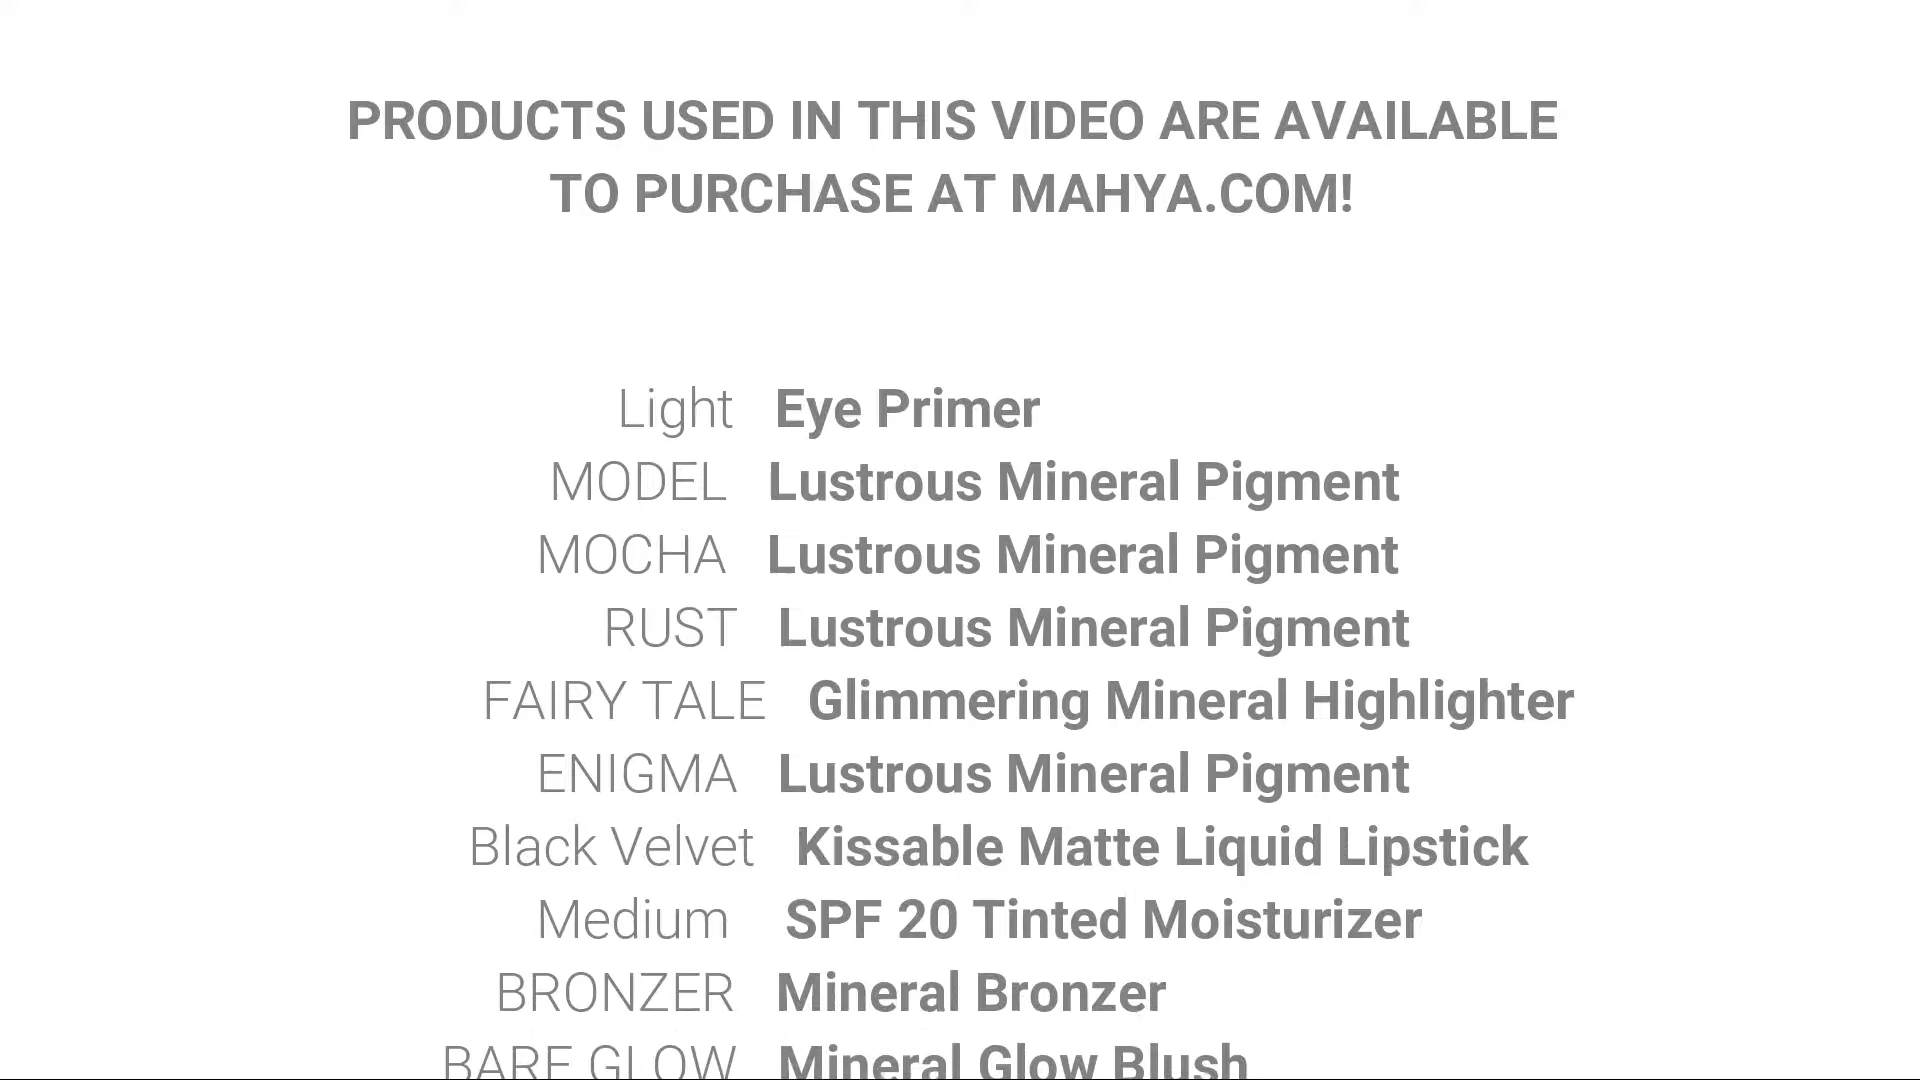 PRODUCTS USED IN THIS VIDEO ARE AVAILABLE
TO PURCHASE AT MAHYA.COM!
Light Eye Primer
MODEL Lustrous Mineral Pigment
MOCHA Lustrous Mineral Pigment
RUST Lustrous Mineral Pigment
FAIRY TALE Glimmering Mineral Highlighter
ENIGMA Lustrous Mineral Pigment
Black Velvet Kissable Matte Liquid Lipstick
Medium SPF 20 Tinted Moisturizer
BRONZER Mineral Bronzer
BARE GLOW Mineral Glow Blush